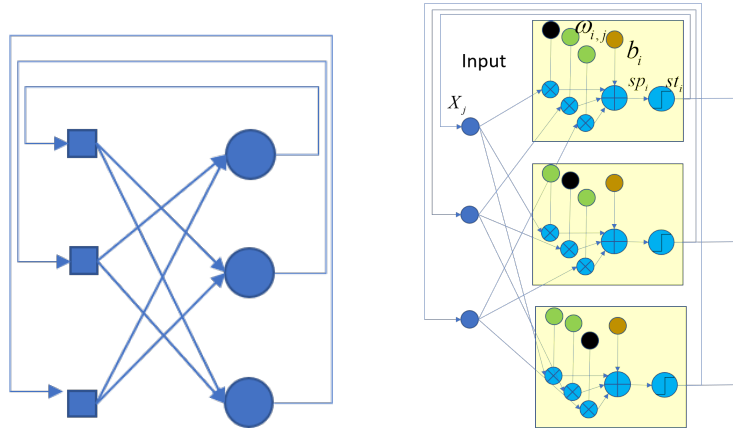 ω_{i,j}
b_i
Input
sp_i st_i
X_j